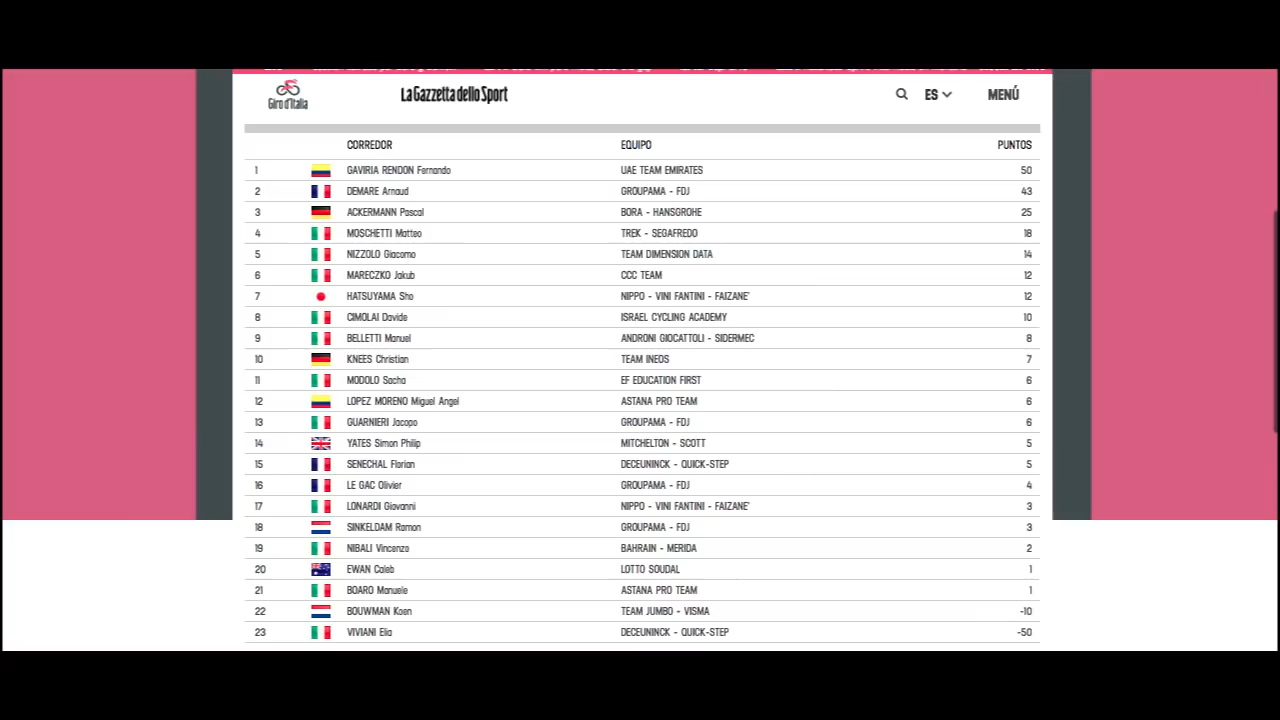 Giro d'Italia
La Gazzetta dello Sport
ES
MENÚ
CORREDOR EQUIPO PUNTOS
1 GAVIRIA RENDON Fernando UAE TEAM EMIRATES 50
2 DEMARE Arnaud GROUPAMA - FDJ 43
3 ACKERMANN Pascal BORA - HANSGROHE 25
4 MOSCHETTI Matteo TREK - SEGAFREDO 18
5 NIZZOLO Giacomo TEAM DIMENSION DATA 14
6 MARECZKO Jakub CCC TEAM 12
7 HATSUYAMA Sho NIPPO - VINI FANTINI - FAIZANE' 12
8 CIMOLAI Davide ISRAEL CYCLING ACADEMY 10
9 BELLETTI Manuel ANDRONI GIOCATTOLI - SIDERMEC 8
10 KNEES Christian TEAM INEOS 7
11 MODOLO Sacha EF EDUCATION FIRST 6
12 LOPEZ MORENO Miguel Angel ASTANA PRO TEAM 6
13 GUARNIERI Jacopo GROUPAMA - FDJ 6
14 YATES Simon Philip MITCHELTON - SCOTT 5
15 SENECHAL Florian DECEUNINCK - QUICK-STEP 5
16 LE GAC Olivier GROUPAMA - FDJ 4
17 LONARDI Giovanni NIPPO - VINI FANTINI - FAIZANE' 3
18 SINKELDAM Ramon GROUPAMA - FDJ 3
19 NIBALI Vincenzo BAHRAIN - MERIDA 2
20 EWAN Caleb LOTTO SOUDAL 1
21 BOARO Manuele ASTANA PRO TEAM 1
22 BOUWMAN Koen TEAM JUMBO - VISMA -10
23 VIVIANI Elia DECEUNINCK - QUICK-STEP -50